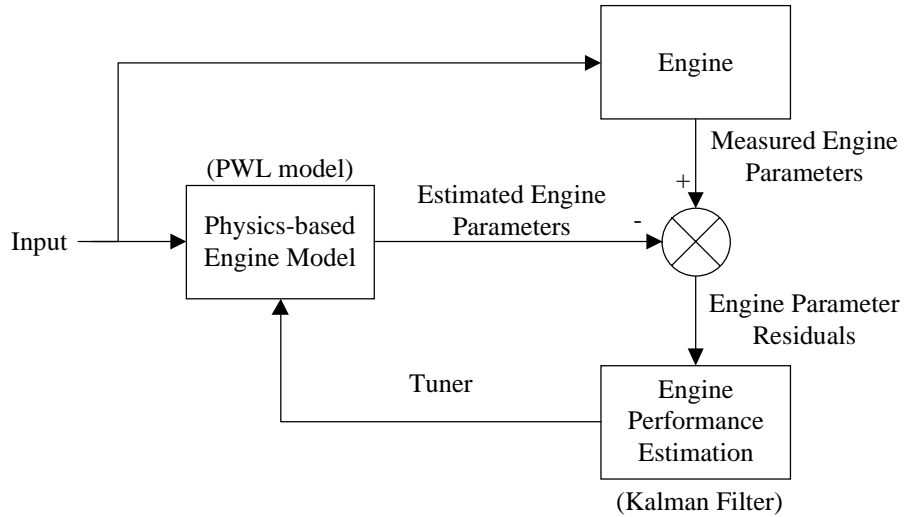 Engine
Measured Engine
Parameters
(PWL model)
Physics-based
Engine Model
Estimated Engine
Parameters
+
-
Input
Engine Parameter
Residuals
Tuner
Engine
Performance
Estimation
(Kalman Filter)